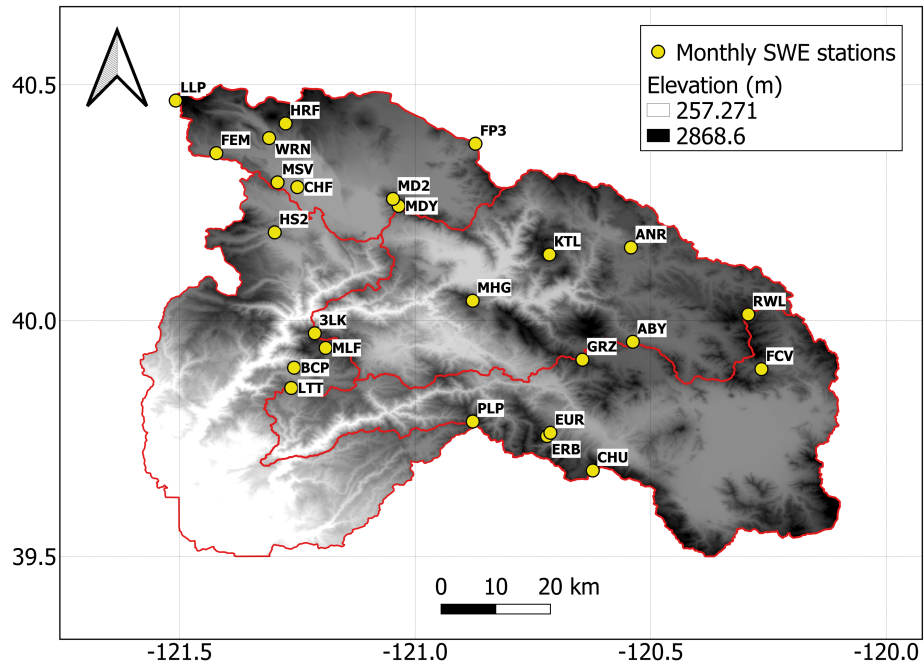 40.5
40.0
39.5
Monthly SWE stations
Elevation (m)
257.271
2868.6
LLP
HRF
FEM
WRN
FP3
MSV
CHF
MD2
MDY
HS2
KTL
ANR
MHG
RWL
3LK
MLF
ABY
GRZ
BCP
FCV
LTT
PLP
EUR
ERB
CHU
0 10 20 km
-121.5 -121.0 -120.5 -120.0